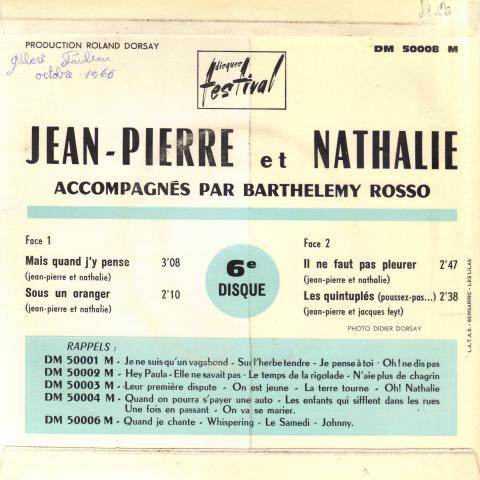 21.00
PRODUCTION ROLAND DORSAY
DM 50008 M
octobre - 1966
disques
festival
JEAN-PIERRE et NATHALIE
ACCOMPAGNÉS PAR BARTHELEMY ROSSO
Face 1
Mais quand j'y pense 3'08
(jean-pierre et nathalie)
Sous un oranger 2'10
(jean-pierre et nathalie)
6e
DISQUE
Face 2
Il ne faut pas pleurer 2'47
(jean-pierre et nathalie)
Les quintuplés (poussez-pas...) 2'38
(jean-pierre et jacques feyt)
PHOTO DIDIER DORSAY
L.A.T.A.S. - BENSARRIC - LES LILAS
RAPPELS :
DM 50001 M - Je ne suis qu'un vagabond - Sur l'herbe tendre - Je pense à toi - Oh! ne dis pas
DM 50002 M - Hey Paula - Elle ne savait pas - Le temps de la rigolade - N'aie plus de chagrin
DM 50003 M - Leur première dispute - On est jeune - La terre tourne - Oh! Nathalie
DM 50004 M - Quand on pourra s'payer une auto - Les enfants qui sifflent dans les rues
Une fois en passant - On va se marier.
DM 50006 M - Quand je chante - Whispering - Le Samedi - Johnny.